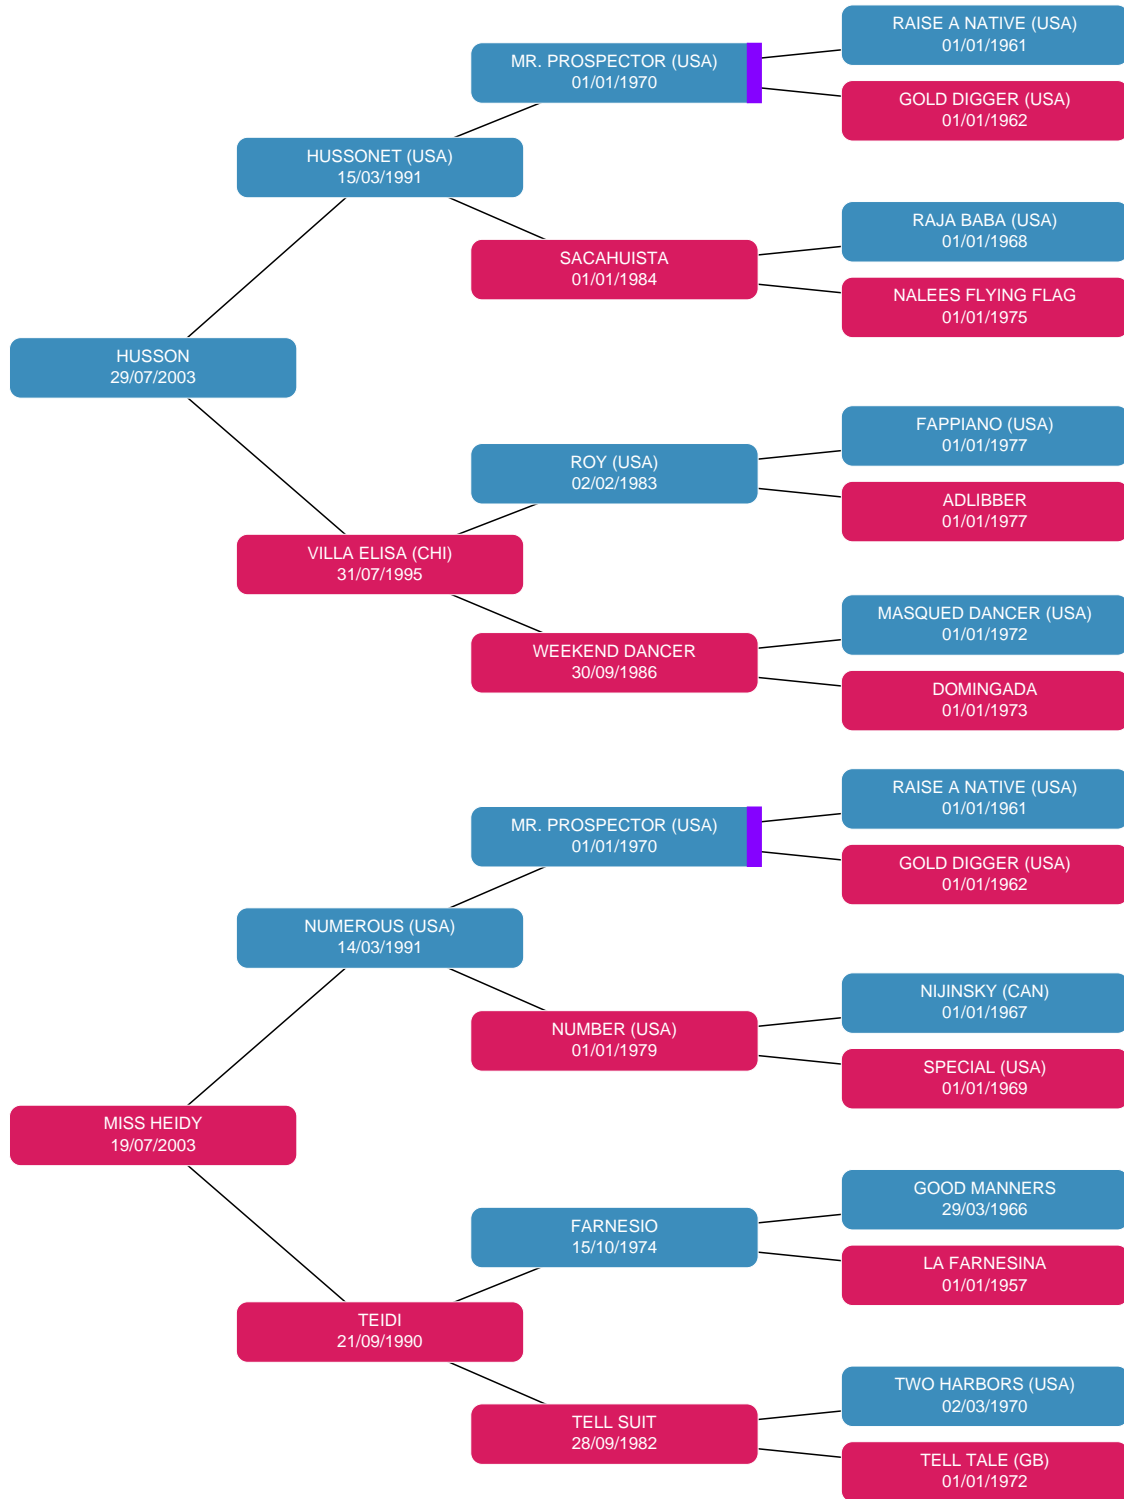 RAISE A NATIVE (USA)
01/01/1961
MR. PROSPECTOR (USA)
01/01/1970
GOLD DIGGER (USA)
01/01/1962
HUSSONET (USA)
15/03/1991
RAJA BABA (USA)
01/01/1968
SACAHUISTA
01/01/1984
NALEES FLYING FLAG
01/01/1975
HUSSON
29/07/2003
FAPPIANO (USA)
01/01/1977
ROY (USA)
02/02/1983
ADLIBBER
01/01/1977
VILLA ELISA (CHI)
31/07/1995
MASQUED DANCER (USA)
01/01/1972
WEEKEND DANCER
30/09/1986
DOMINGADA
01/01/1973
RAISE A NATIVE (USA)
01/01/1961
MR. PROSPECTOR (USA)
01/01/1970
GOLD DIGGER (USA)
01/01/1962
NUMEROUS (USA)
14/03/1991
NIJINSKY (CAN)
01/01/1967
NUMBER (USA)
01/01/1979
SPECIAL (USA)
01/01/1969
MISS HEIDY
19/07/2003
GOOD MANNERS
29/03/1966
FARNESIO
15/10/1974
LA FARNESINA
01/01/1957
TEIDI
21/09/1990
TWO HARBORS (USA)
02/03/1970
TELL SUIT
28/09/1982
TELL TALE (GB)
01/01/1972